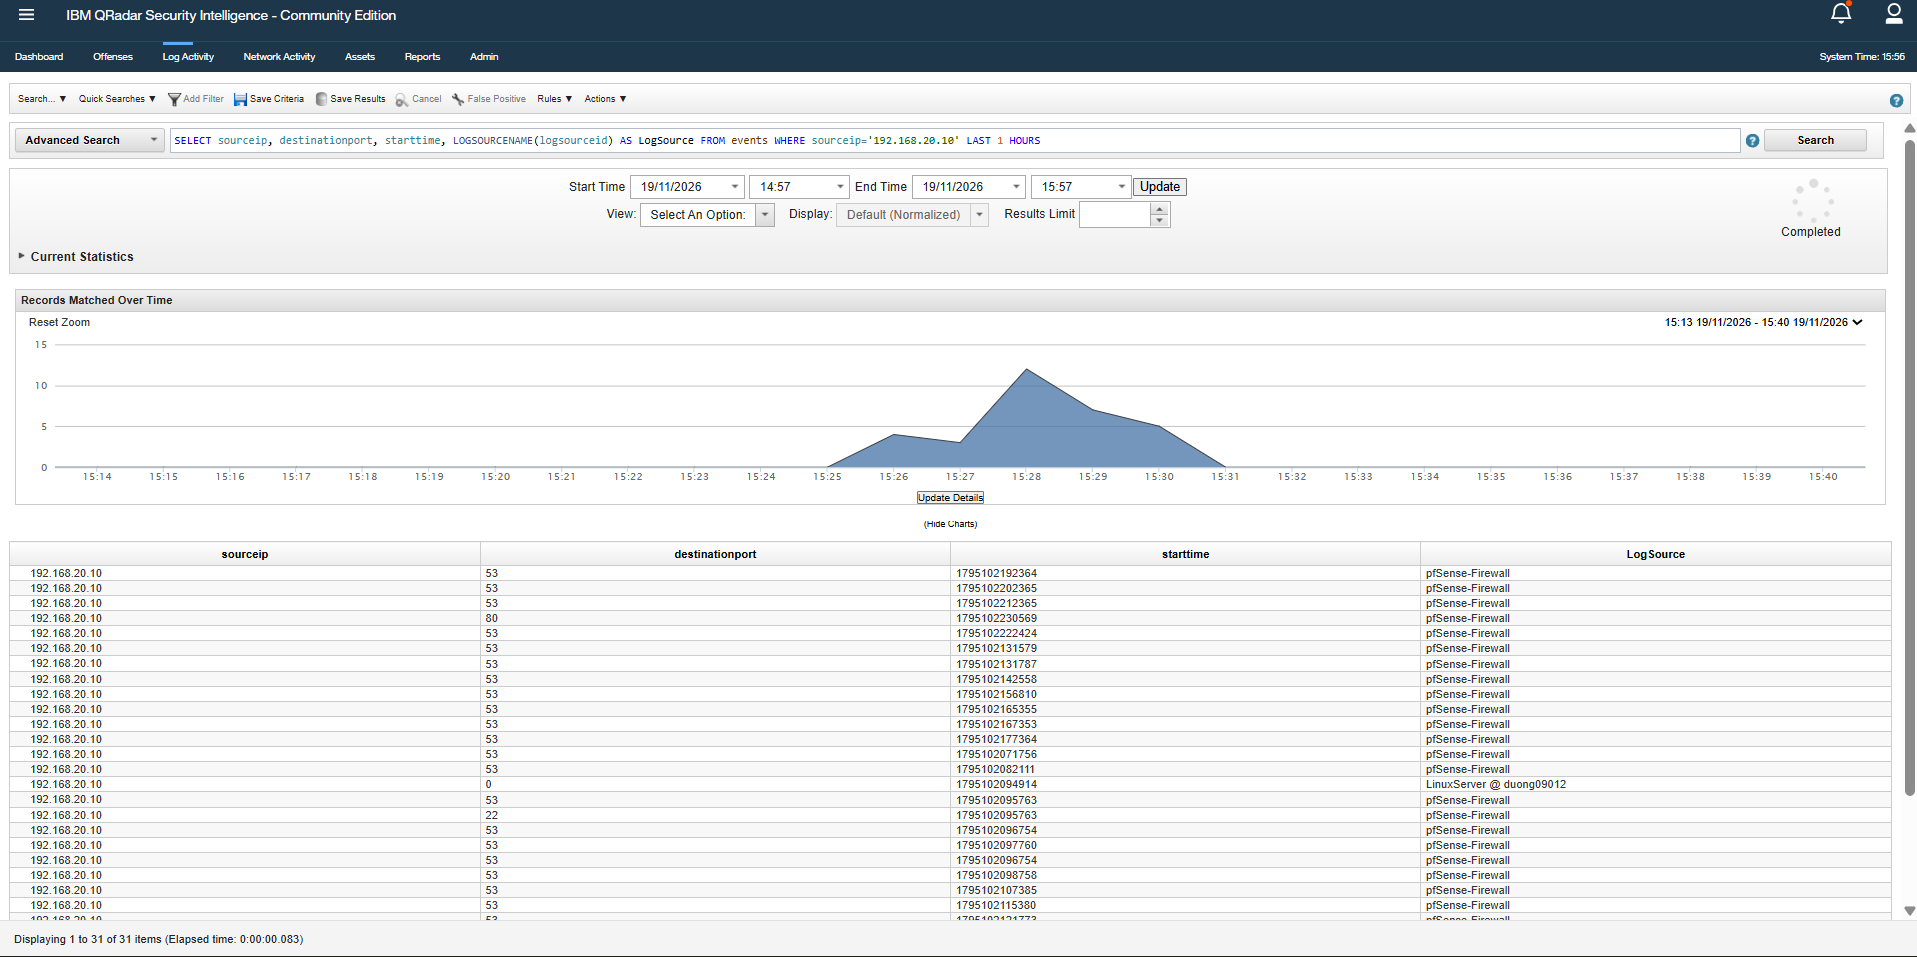 IBM QRadar Security Intelligence - Community Edition
Dashboard Offenses Log Activity Network Activity Assets Reports Admin System Time: 15:56
Search... ▼ Quick Searches ▼ Add Filter Save Criteria Save Results Cancel False Positive Rules ▼ Actions ▼
Advanced Search SELECT sourceip, destinationport, starttime, LOGSOURCENAME(logsourceid) AS LogSource FROM events WHERE sourceip='192.168.20.10' LAST 1 HOURS Search
Start Time 19/11/2026 14:57 End Time 19/11/2026 15:57 Update
View: Select An Option: Display: Default (Normalized) Results Limit
Completed
Current Statistics
Records Matched Over Time
Reset Zoom 15:13 19/11/2026 - 15:40 19/11/2026
15
10
5
0
15:14 15:15 15:16 15:17 15:18 15:19 15:20 15:21 15:22 15:23 15:24 15:25 15:26 15:27 15:28 15:29 15:30 15:31 15:32 15:33 15:34 15:35 15:36 15:37 15:38 15:39 15:40
Update Details
(Hide Charts)
sourceip destinationport starttime LogSource
192.168.20.10 53 1795102192364 pfSense-Firewall
192.168.20.10 53 1795102202365 pfSense-Firewall
192.168.20.10 53 1795102212365 pfSense-Firewall
192.168.20.10 80 1795102230569 pfSense-Firewall
192.168.20.10 53 1795102222424 pfSense-Firewall
192.168.20.10 53 1795102131579 pfSense-Firewall
192.168.20.10 53 1795102131787 pfSense-Firewall
192.168.20.10 53 1795102142558 pfSense-Firewall
192.168.20.10 53 1795102156810 pfSense-Firewall
192.168.20.10 53 1795102165355 pfSense-Firewall
192.168.20.10 53 1795102167353 pfSense-Firewall
192.168.20.10 53 1795102177364 pfSense-Firewall
192.168.20.10 53 1795102071756 pfSense-Firewall
192.168.20.10 53 1795102082111 pfSense-Firewall
192.168.20.10 0 1795102094914 LinuxServer @ duong09012
192.168.20.10 53 1795102095763 pfSense-Firewall
192.168.20.10 22 1795102095763 pfSense-Firewall
192.168.20.10 53 1795102096754 pfSense-Firewall
192.168.20.10 53 1795102097760 pfSense-Firewall
192.168.20.10 53 1795102096754 pfSense-Firewall
192.168.20.10 53 1795102098758 pfSense-Firewall
192.168.20.10 53 1795102107385 pfSense-Firewall
192.168.20.10 53 1795102115380 pfSense-Firewall
192.168.20.10 53 1795102121773 pfSense-Firewall
Displaying 1 to 31 of 31 items (Elapsed time: 0:00:00.083)